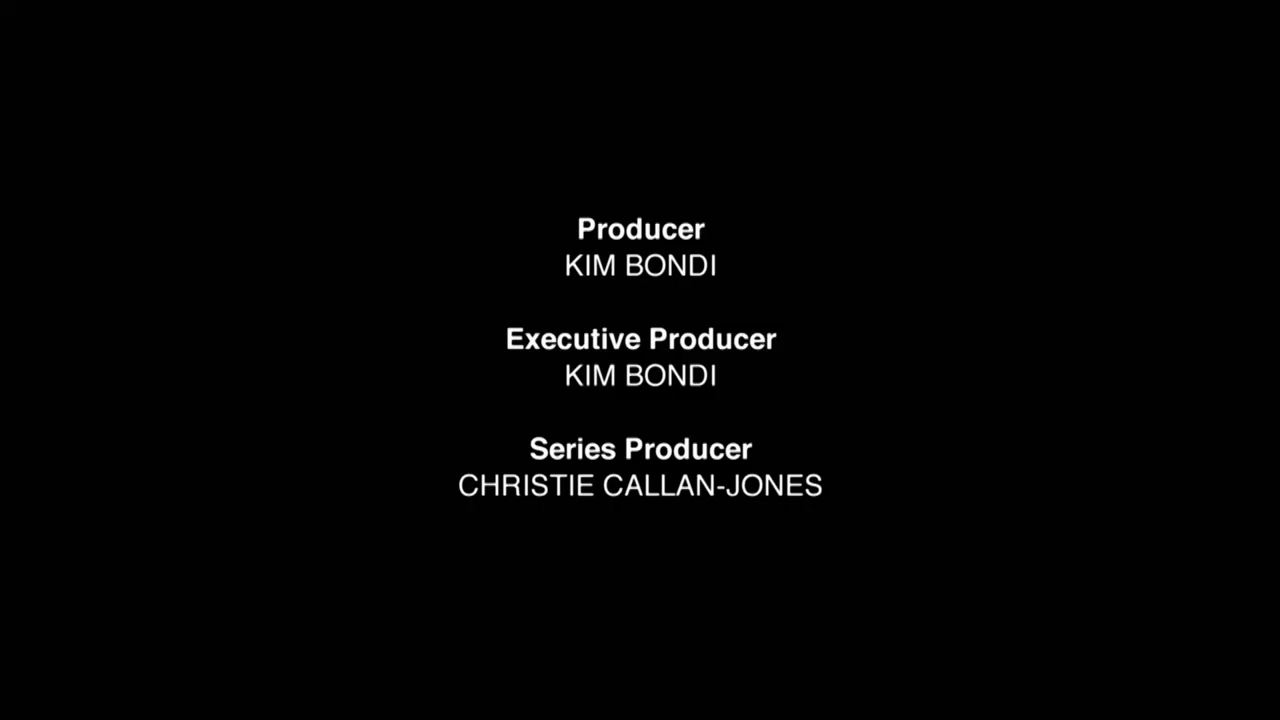 Producer
KIM BONDI
Executive Producer
KIM BONDI
Series Producer
CHRISTIE CALLAN-JONES